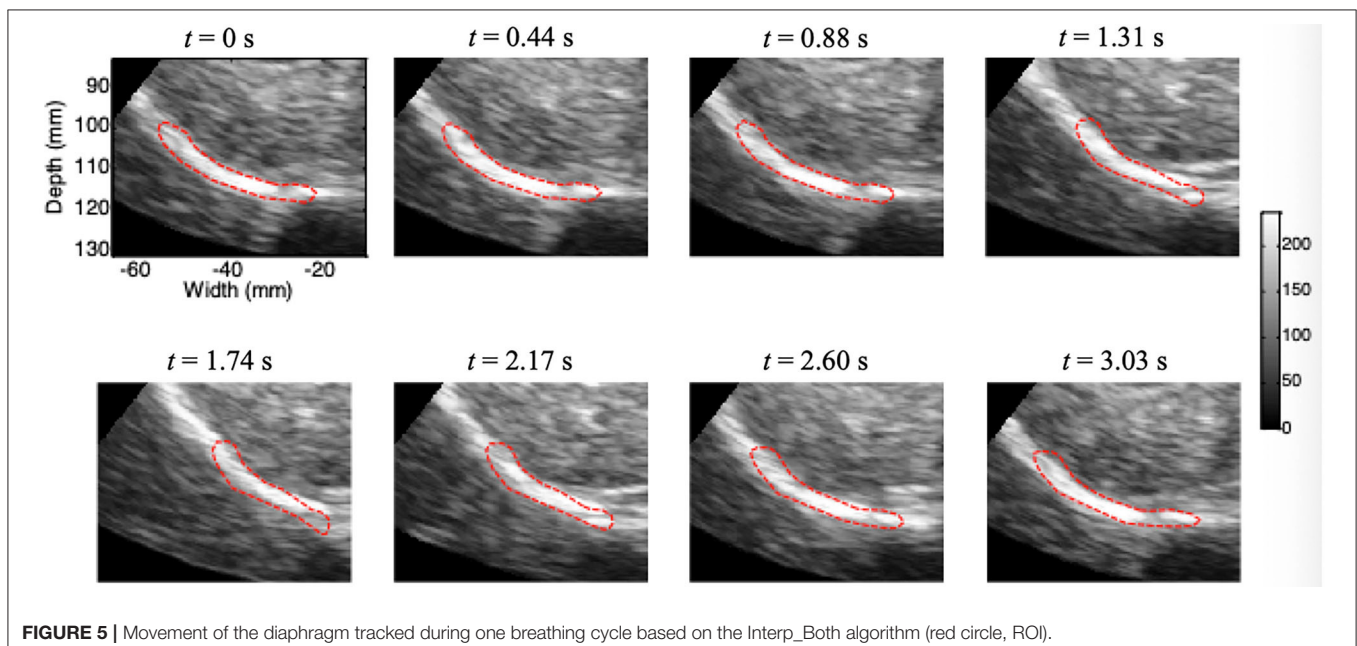 t = 0 s
t = 0.44 s
t = 0.88 s
t = 1.31 s
90
100
110
120
130
Depth (mm)
-60 -40 -20
Width (mm)
200
150
100
50
0
t = 1.74 s
t = 2.17 s
t = 2.60 s
t = 3.03 s
FIGURE 5 | Movement of the diaphragm tracked during one breathing cycle based on the Interp_Both algorithm (red circle, ROI).